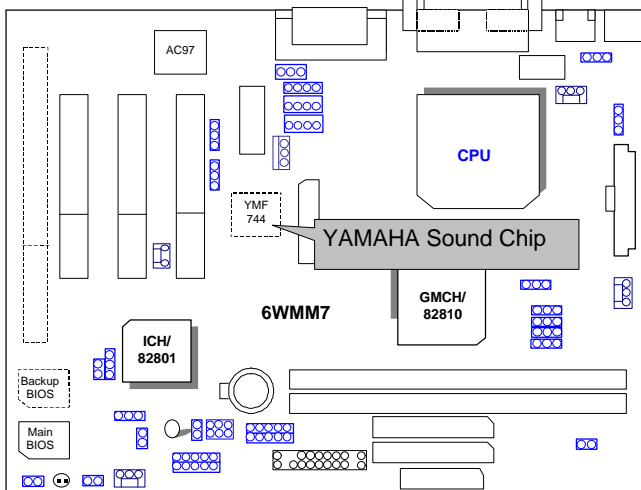 AC97
CPU
YMF
744
YAMAHA Sound Chip
6WMM7
GMCH/
82810
ICH/
82801
Backup
BIOS
Main
BIOS